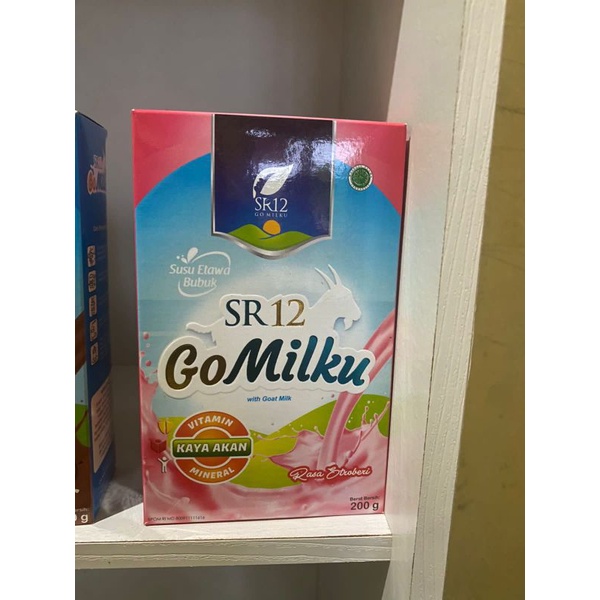 SR12
GO MILKU
Susu Etawa
Bubuk
SR12
GoMilku
with Goat Milk
VITAMIN
KAYA AKAN
MINERAL
Rasa Stroberi
Berat Bersih:
200 g
g